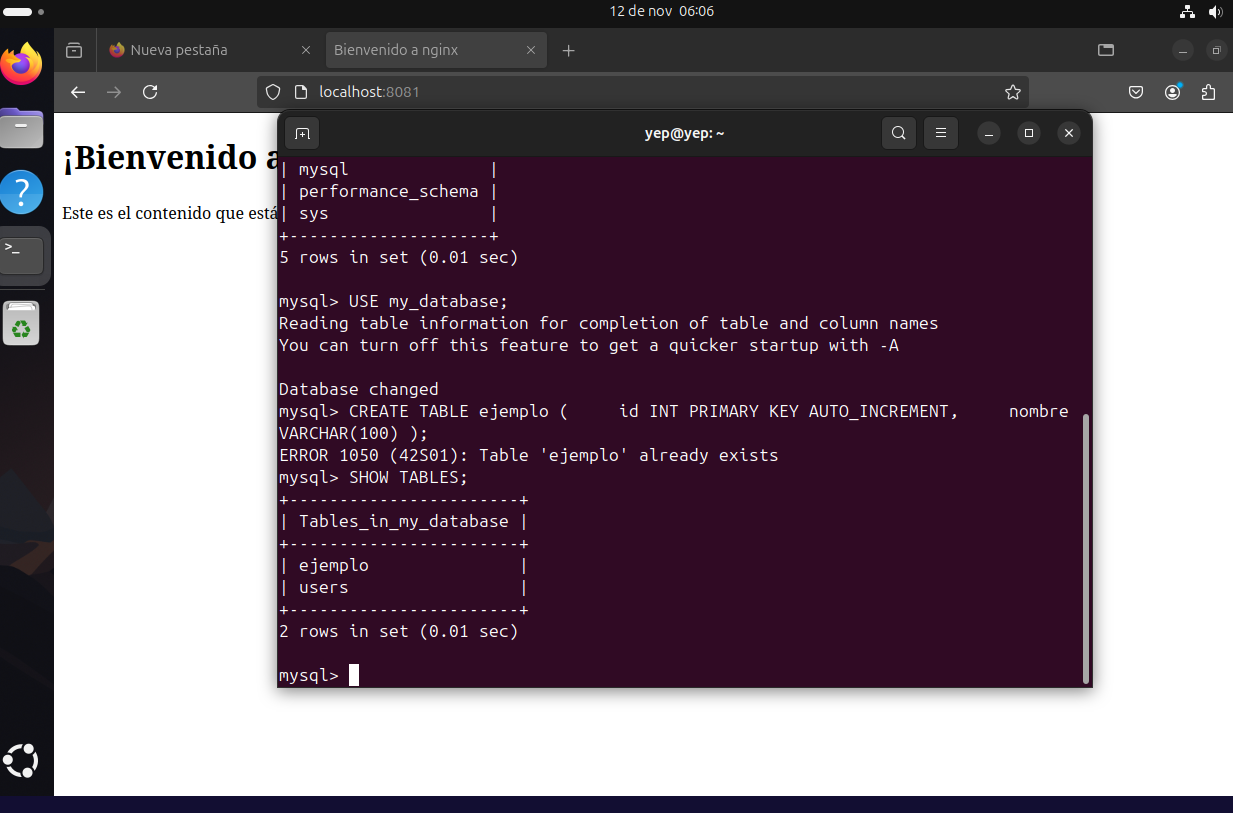 12 de nov 06:06
Nueva pestaña
Bienvenido a nginx
localhost:8081
¡Bienvenido a
Este es el contenido que está
yep@yep: ~
| mysql              |
| performance_schema |
| sys                |
+--------------------+
5 rows in set (0.01 sec)
mysql> USE my_database;
Reading table information for completion of table and column names
You can turn off this feature to get a quicker startup with -A
Database changed
mysql> CREATE TABLE ejemplo (     id INT PRIMARY KEY AUTO_INCREMENT,     nombre
VARCHAR(100) );
ERROR 1050 (42S01): Table 'ejemplo' already exists
mysql> SHOW TABLES;
+-----------------------+
| Tables_in_my_database |
+-----------------------+
| ejemplo               |
| users                 |
+-----------------------+
2 rows in set (0.01 sec)
mysql>